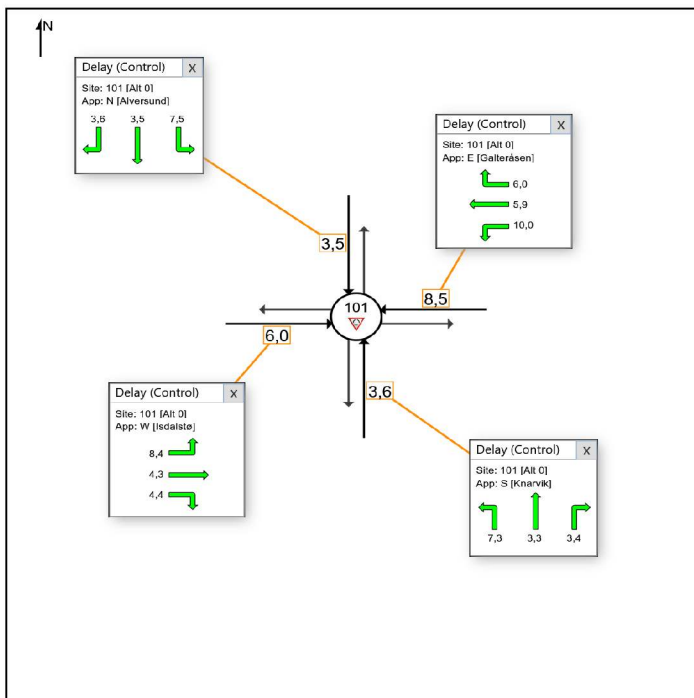 N
Delay (Control) X
Site: 101 [Alt 0]
App: N [Alversund]
3,6 3,5 7,5
Delay (Control) X
Site: 101 [Alt 0]
App: E [Galteråsen]
6,0
5,9
10,0
3,5
101
8,5
6,0
3,6
Delay (Control) X
Site: 101 [Alt 0]
App: W [Isdalstø]
8,4
4,3
4,4
Delay (Control) X
Site: 101 [Alt 0]
App: S [Knarvik]
7,3 3,3 3,4